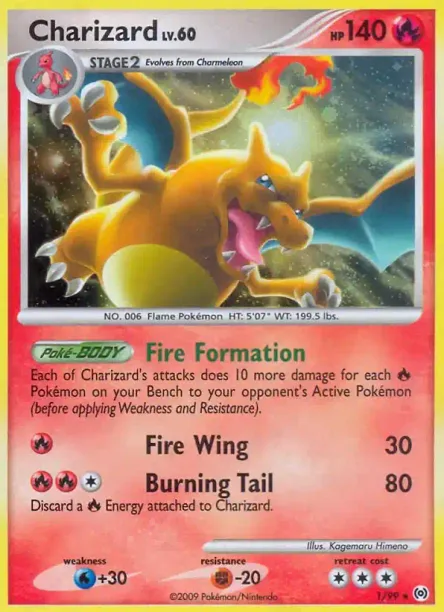 Charizard LV.60 HP 140
STAGE2 Evolves from Charmeleon
NO. 006 Flame Pokémon HT: 5'07" WT: 199.5 lbs.
Poké-BODY Fire Formation
Each of Charizard's attacks does 10 more damage for each
Pokémon on your Bench to your opponent's Active Pokémon
(before applying Weakness and Resistance).
Fire Wing 30
Burning Tail 80
Discard a Energy attached to Charizard.
Illus. Kagemaru Himeno
weakness resistance retreat cost
+30 -20
©2009 Pokémon/Nintendo 1/99 ★